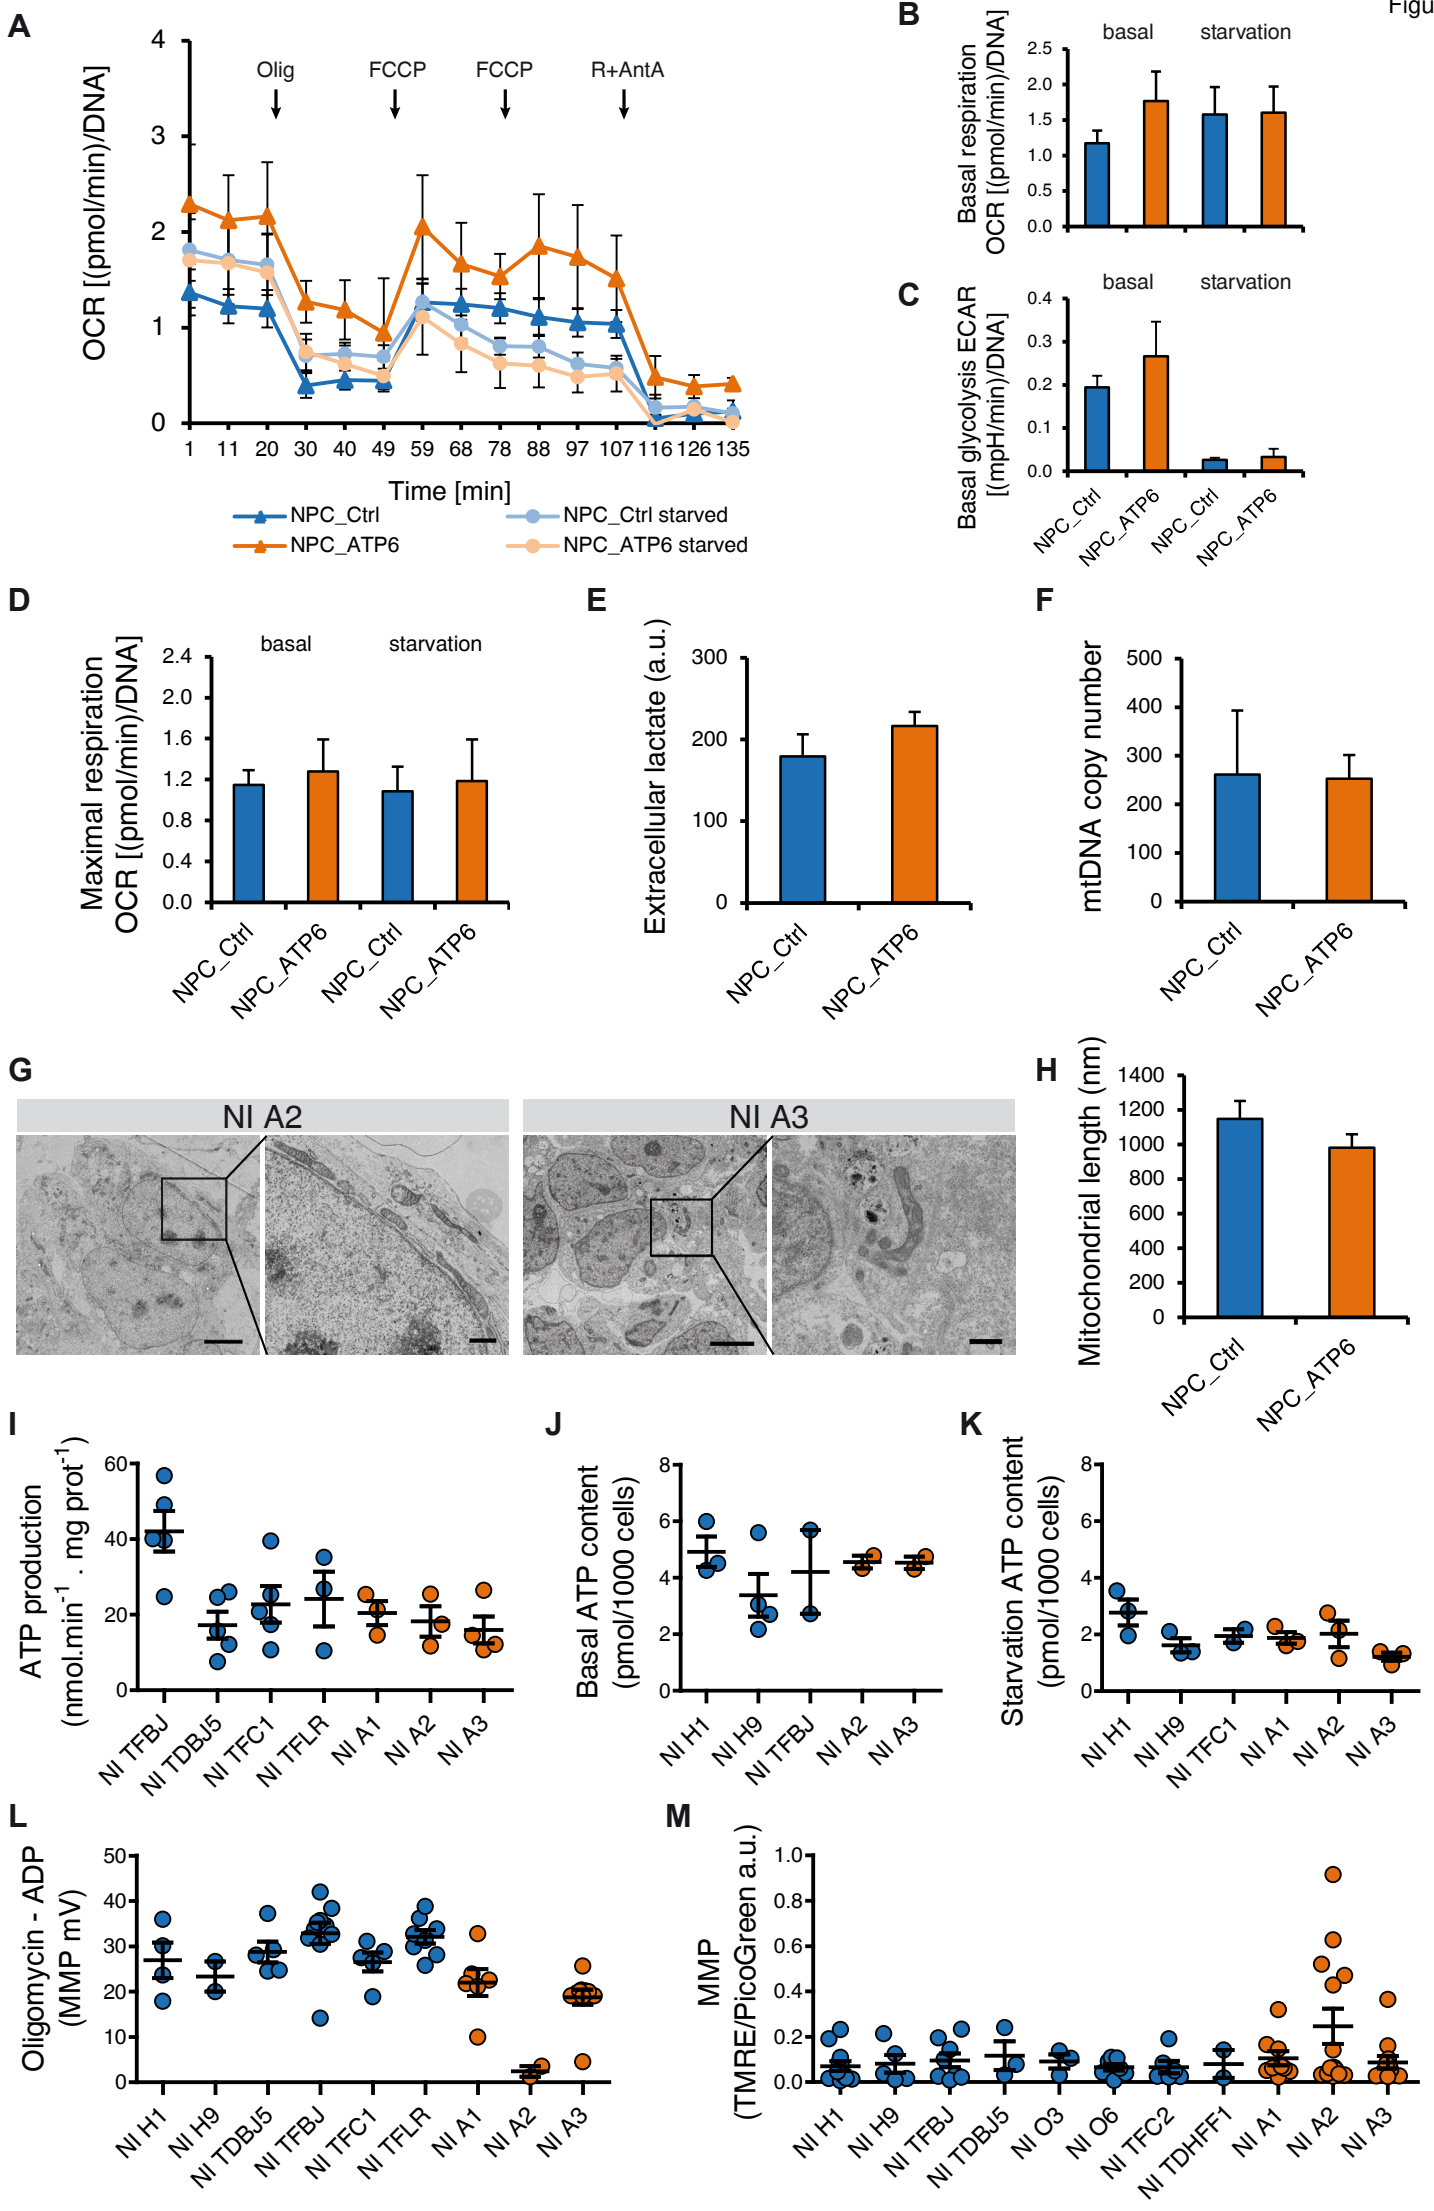 Figu
A
OCR [(pmol/min)/DNA]
4
3
2
1
0
Olig
FCCP
FCCP
R+AntA
1 11 20 30 40 49 59 68 78 88 97 107 116 126 135
Time [min]
NPC_Ctrl
NPC_Ctrl starved
NPC_ATP6
NPC_ATP6 starved
B
Basal respiration
OCR [(pmol/min)/DNA]
basal
starvation
2.5
2.0
1.5
1.0
0.5
0.0
C
Basal glycolysis ECAR
[(mpH/min)/DNA]
basal
starvation
0.4
0.3
0.2
0.1
0.0
NPC_Ctrl
NPC_ATP6
NPC_Ctrl
NPC_ATP6
D
Maximal respiration
OCR [(pmol/min)/DNA]
basal
starvation
2.4
2.0
1.6
1.2
0.8
0.4
0.0
NPC_Ctrl
NPC_ATP6
NPC_Ctrl
NPC_ATP6
E
Extracellular lactate (a.u.)
300
200
100
0
NPC_Ctrl
NPC_ATP6
F
mtDNA copy number
500
400
300
200
100
0
NPC_Ctrl
NPC_ATP6
G
NI A2
NI A3
H
Mitochondrial length (nm)
1400
1200
1000
800
600
400
200
0
NPC_Ctrl
NPC_ATP6
I
ATP production
(nmol.min⁻¹ . mg prot⁻¹)
60
40
20
0
NI TFBJ
NI TDBJ5
NI TFC1
NI TFLR
NI A1
NI A2
NI A3
J
Basal ATP content
(pmol/1000 cells)
8
6
4
2
0
NI H1
NI H9
NI TFBJ
NI A2
NI A3
K
Starvation ATP content
(pmol/1000 cells)
8
6
4
2
0
NI H1
NI H9
NI TFC1
NI A1
NI A2
NI A3
L
Oligomycin - ADP
(MMP mV)
50
40
30
20
10
0
NI H1
NI H9
NI TDBJ5
NI TFBJ
NI TFC1
NI TFLR
NI A1
NI A2
NI A3
M
MMP
(TMRE/PicoGreen a.u.)
1.0
0.8
0.6
0.4
0.2
0.0
NI H1
NI H9
NI TFBJ
NI TDBJ5
NI O3
NI O6
NI TFC2
NI TDHFF1
NI A1
NI A2
NI A3